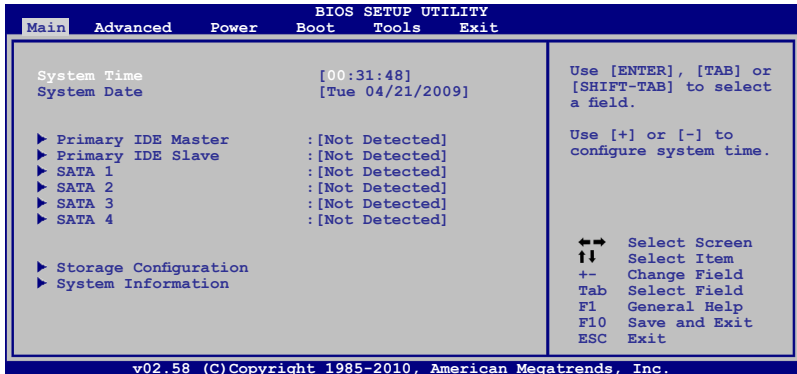 BIOS SETUP UTILITY
Main Advanced Power Boot Tools Exit
System Time [00:31:48]
System Date [Tue 04/21/2009]
Primary IDE Master :[Not Detected]
Primary IDE Slave :[Not Detected]
SATA 1 :[Not Detected]
SATA 2 :[Not Detected]
SATA 3 :[Not Detected]
SATA 4 :[Not Detected]
Storage Configuration
System Information
Use [ENTER], [TAB] or
[SHIFT-TAB] to select
a field.
Use [+] or [-] to
configure system time.
←→ Select Screen
↑↓ Select Item
+- Change Field
Tab Select Field
F1 General Help
F10 Save and Exit
ESC Exit
v02.58 (C)Copyright 1985-2010, American Megatrends, Inc.